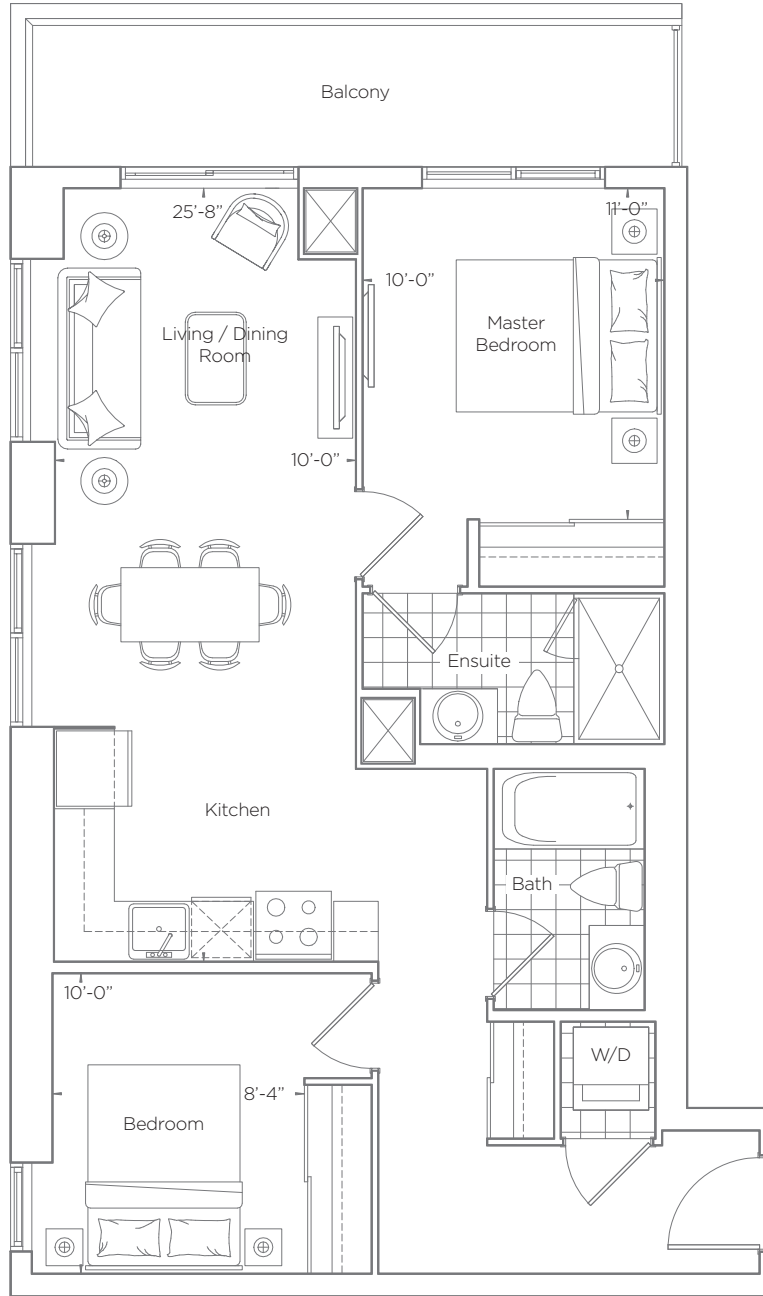 Balcony
25'-8"
11'-0"
10'-0"
Living / Dining
Room
Master
Bedroom
10'-0"
Ensuite
Kitchen
Bath
10'-0"
W/D
8'-4"
Bedroom